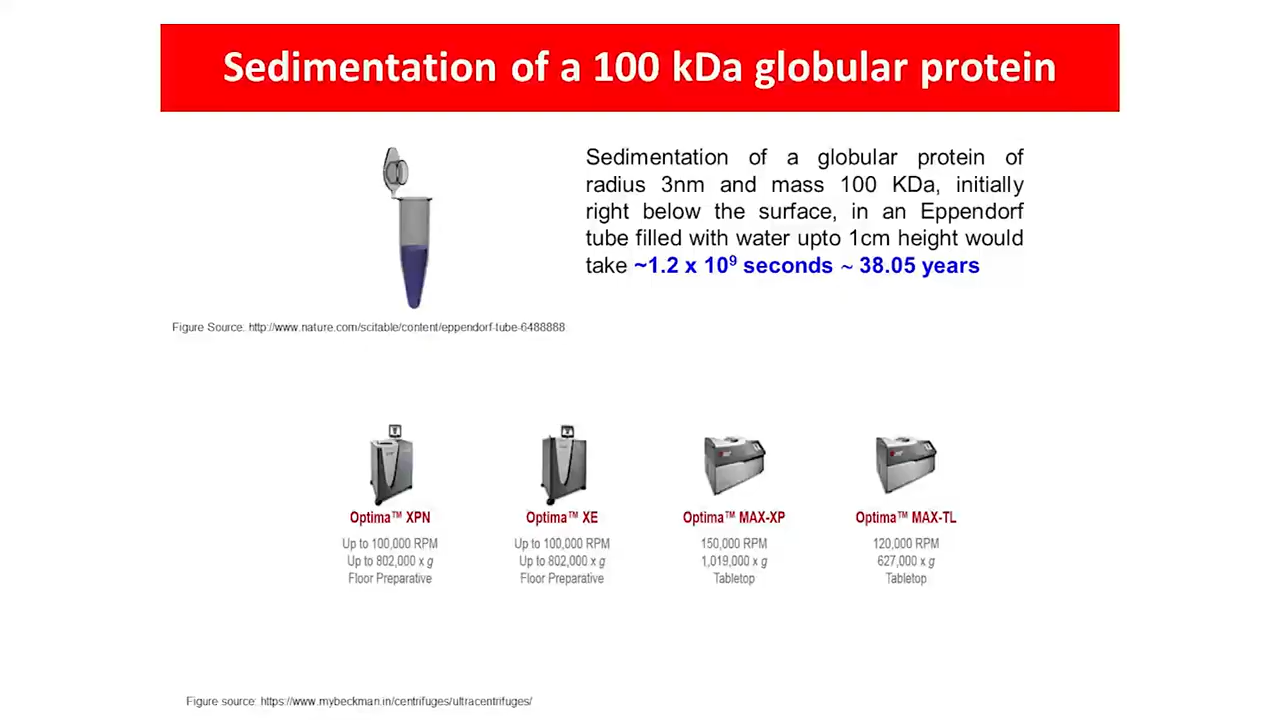 Sedimentation of a 100 kDa globular protein
Sedimentation of a globular protein of
radius 3nm and mass 100 KDa, initially
right below the surface, in an Eppendorf
tube filled with water upto 1cm height would
take ~1.2 x 10⁹ seconds ~ 38.05 years
Figure Source: http://www.nature.com/scitable/content/eppendorf-tube-6488888
Optima™ XPN
Up to 100,000 RPM
Up to 802,000 x g
Floor Preparative
Optima™ XE
Up to 100,000 RPM
Up to 802,000 x g
Floor Preparative
Optima™ MAX-XP
150,000 RPM
1,019,000 x g
Tabletop
Optima™ MAX-TL
120,000 RPM
627,000 x g
Tabletop
Figure source: https://www.mybeckman.in/centrifuges/ultracentrifuges/